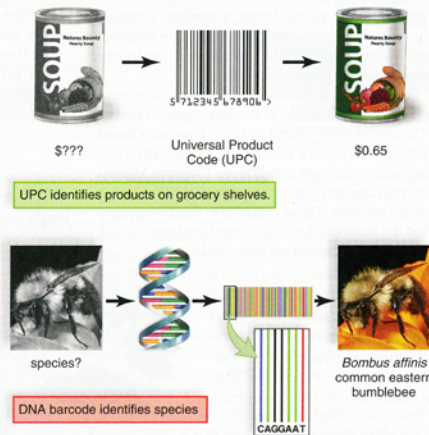 SOUP
Natures Bounty
Hearty Soup
SOUP
Natures Bounty
Hearty Soup
5 712345 678906 >
$???
Universal Product
Code (UPC)
$0.65
UPC identifies products on grocery shelves.
species?
Bombus affinis
common eastern
bumblebee
DNA barcode identifies species
CAGGAAT